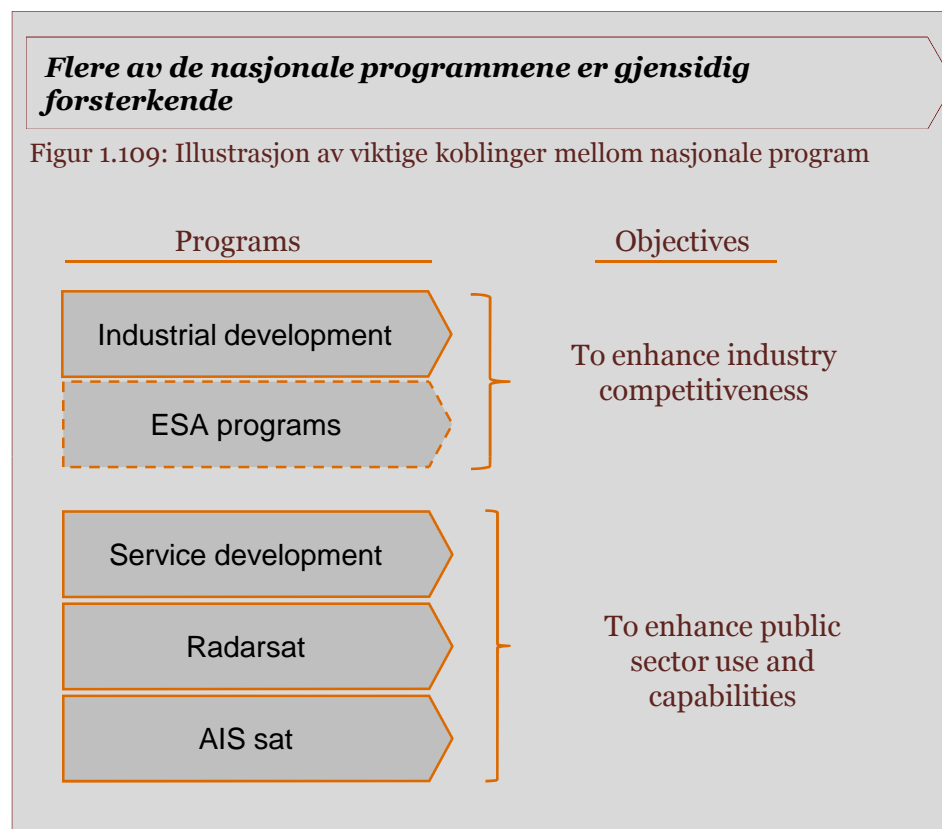 Flere av de nasjonale programmene er gjensidig
forsterkende
Figur 1.109: Illustrasjon av viktige koblinger mellom nasjonale program
Programs
Objectives
Industrial development
ESA programs
To enhance industry
competitiveness
Service development
Radarsat
AIS sat
To enhance public
sector use and
capabilities